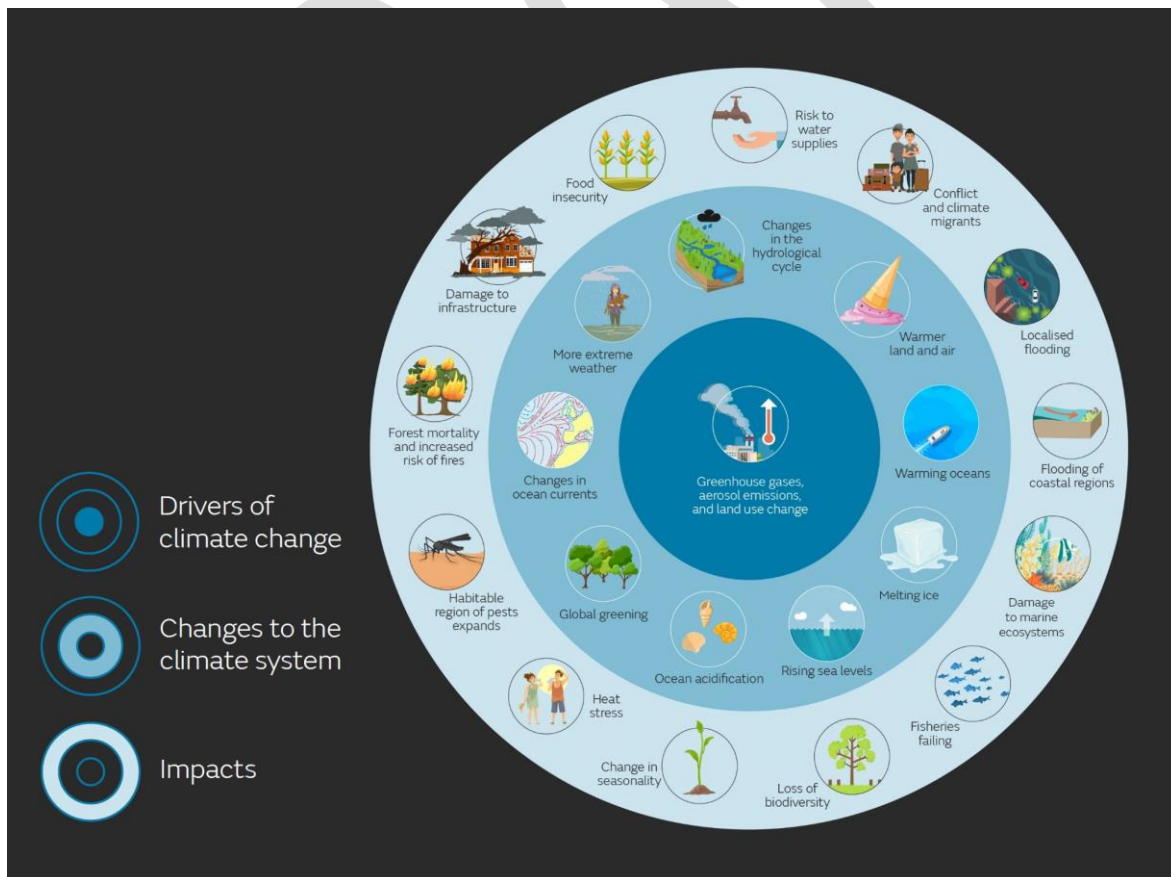 Risk to
water
supplies
Food
insecurity
Conflict
and climate
migrants
Changes
in the
hydrological
cycle
Damage to
infrastructure
More extreme
weather
Warmer
land and air
Localised
flooding
Forest mortality
and increased
risk of fires
Changes in
ocean currents
Greenhouse gases,
aerosol emissions,
and land use change
Warming oceans
Flooding of
coastal regions
Drivers of
climate change
Habitable
region of pests
expands
Global greening
Melting ice
Damage
to marine
ecosystems
Changes to the
climate system
Ocean acidification
Rising sea levels
Heat
stress
Fisheries
failing
Impacts
Change in
seasonality
Loss of
biodiversity